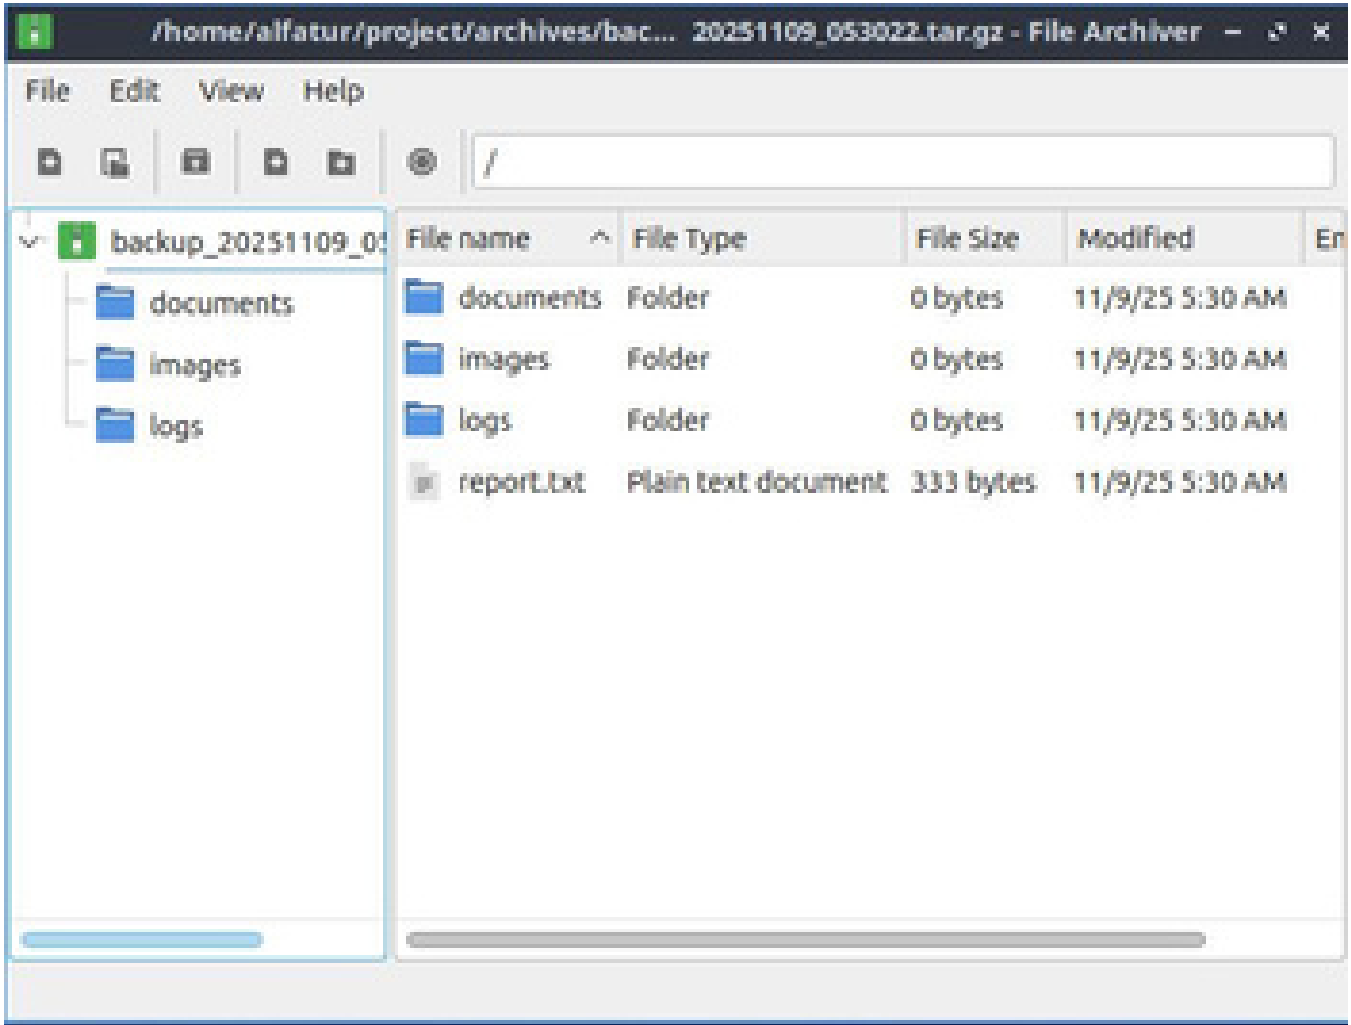 /home/alfatur/project/archives/bac... 20251109_053022.tar.gz - File Archiver
File Edit View Help
/
backup_20251109_05
documents
images
logs
File name File Type File Size Modified En
documents Folder 0 bytes 11/9/25 5:30 AM
images Folder 0 bytes 11/9/25 5:30 AM
logs Folder 0 bytes 11/9/25 5:30 AM
report.txt Plain text document 333 bytes 11/9/25 5:30 AM